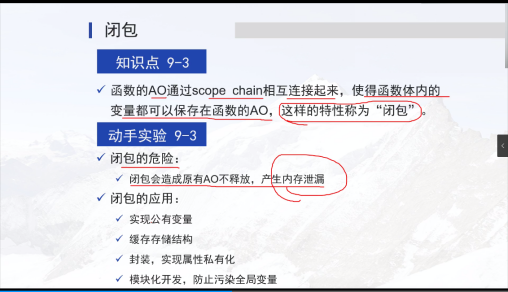 闭包
知识点 9-3
✓ 函数的AO通过scope chain相互连接起来，使得函数体内的
变量都可以保存在函数的AO，这样的特性称为“闭包”。
动手实验 9-3
✓ 闭包的危险：
✓ 闭包会造成原有AO不释放，产生内存泄漏
✓ 闭包的应用：
✓ 实现公有变量
✓ 缓存存储结构
✓ 封装，实现属性私有化
✓ 模块化开发，防止污染全局变量